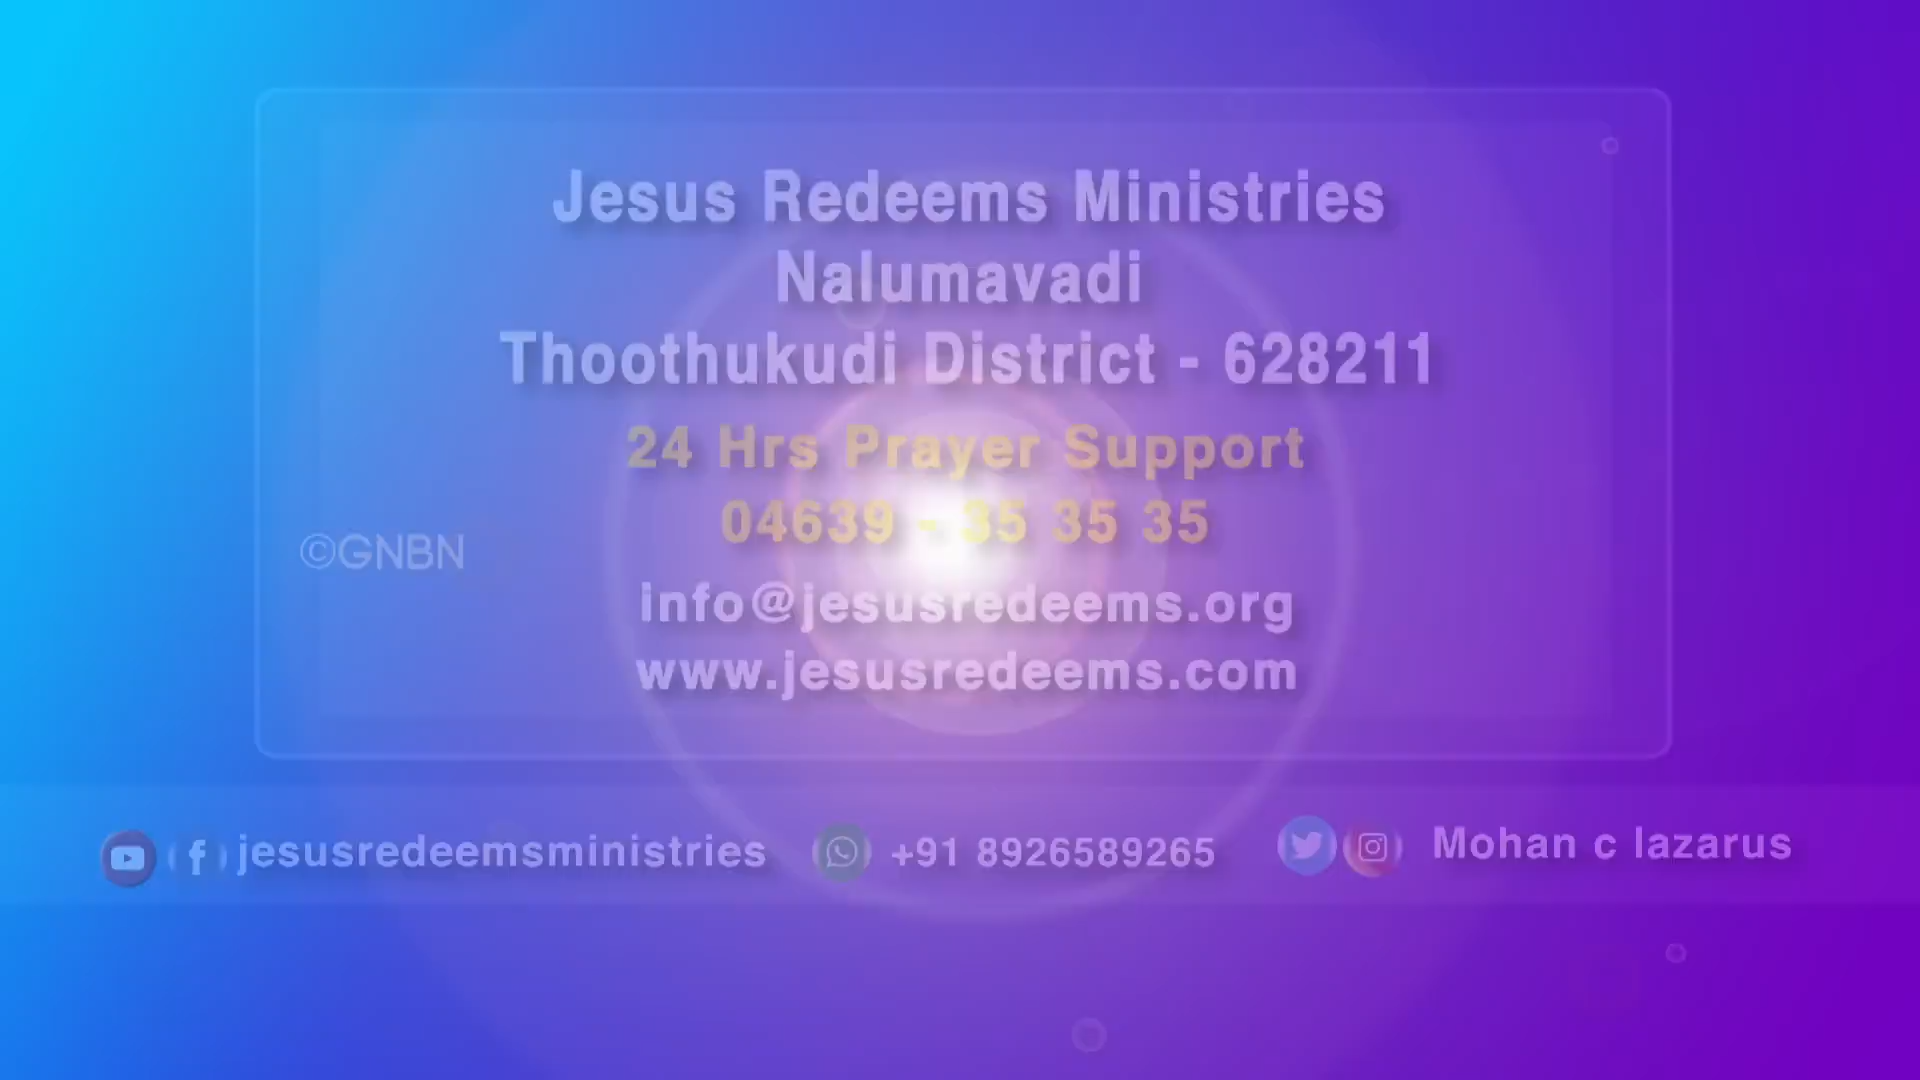 Jesus Redeems Ministries
Nalumavadi
Thoothukudi District - 628211
24 Hrs Prayer Support
04639 - 35 35 35
©GNBN
info@jesusredeems.org
www.jesusredeems.com
jesusredeemsministries
+91 8926589265
Mohan c lazarus